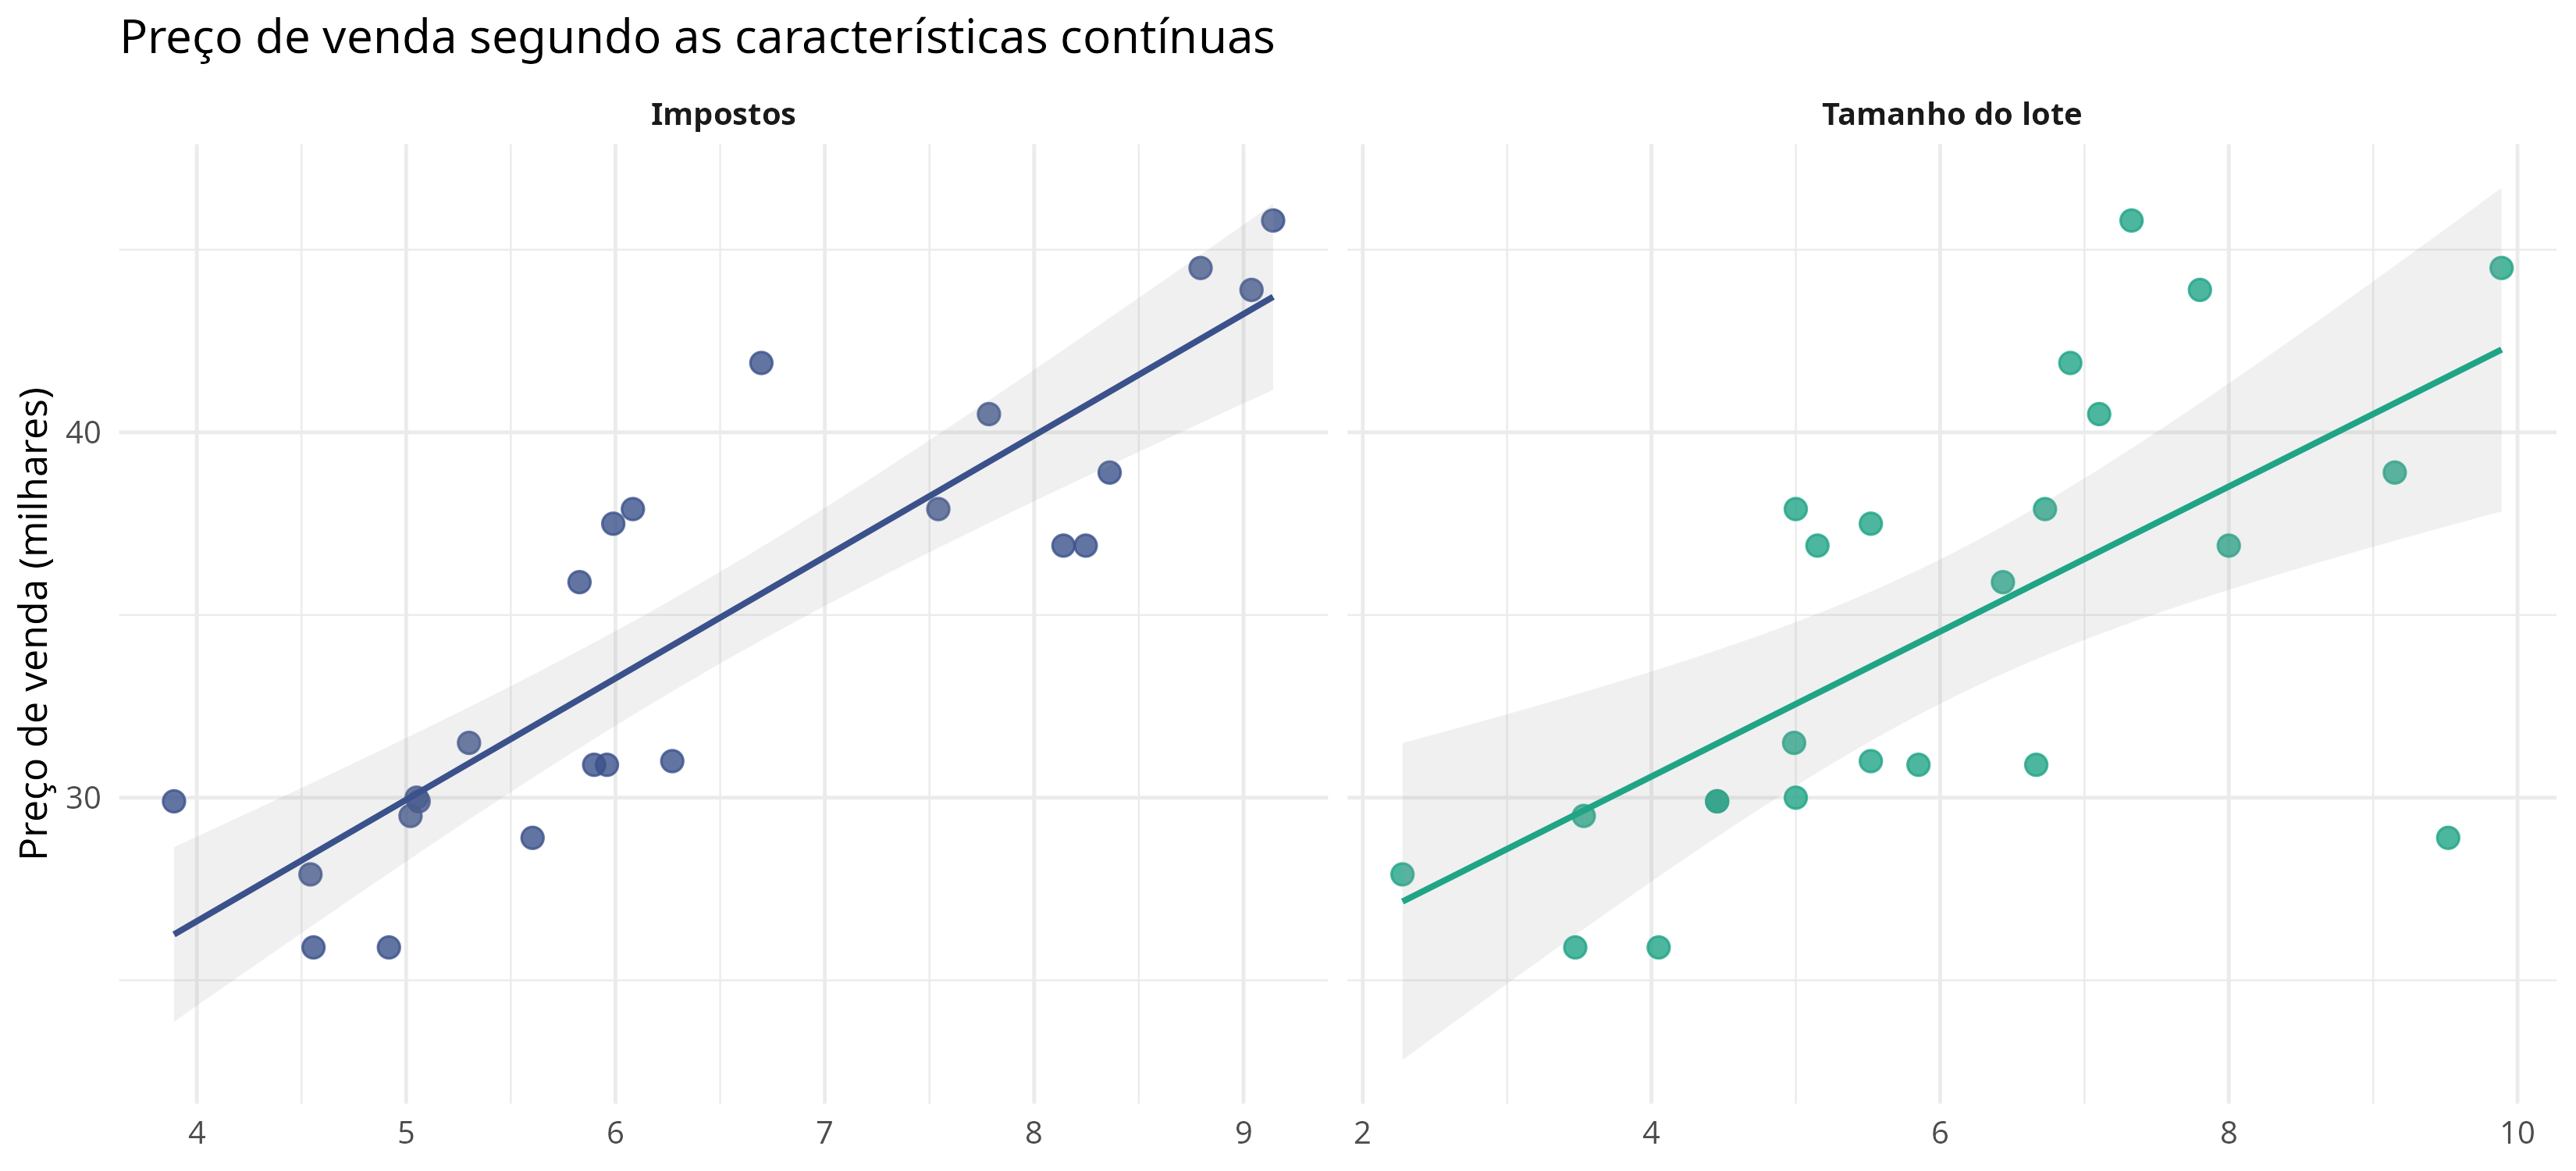 Preço de venda segundo as características contínuas
Impostos
Tamanho do lote
Preço de venda (milhares)
40
30
4 5 6 7 8 9
2 4 6 8 10